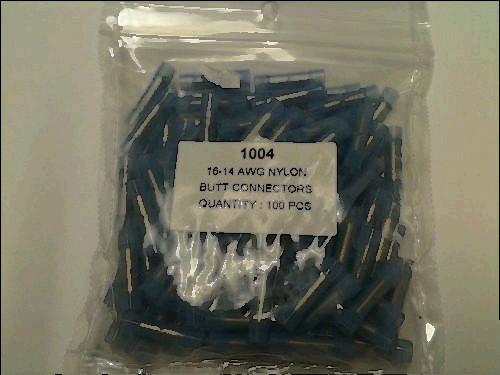 1004
16-14 AWG NYLON
BUTT CONNECTORS
QUANTITY : 100 PCS